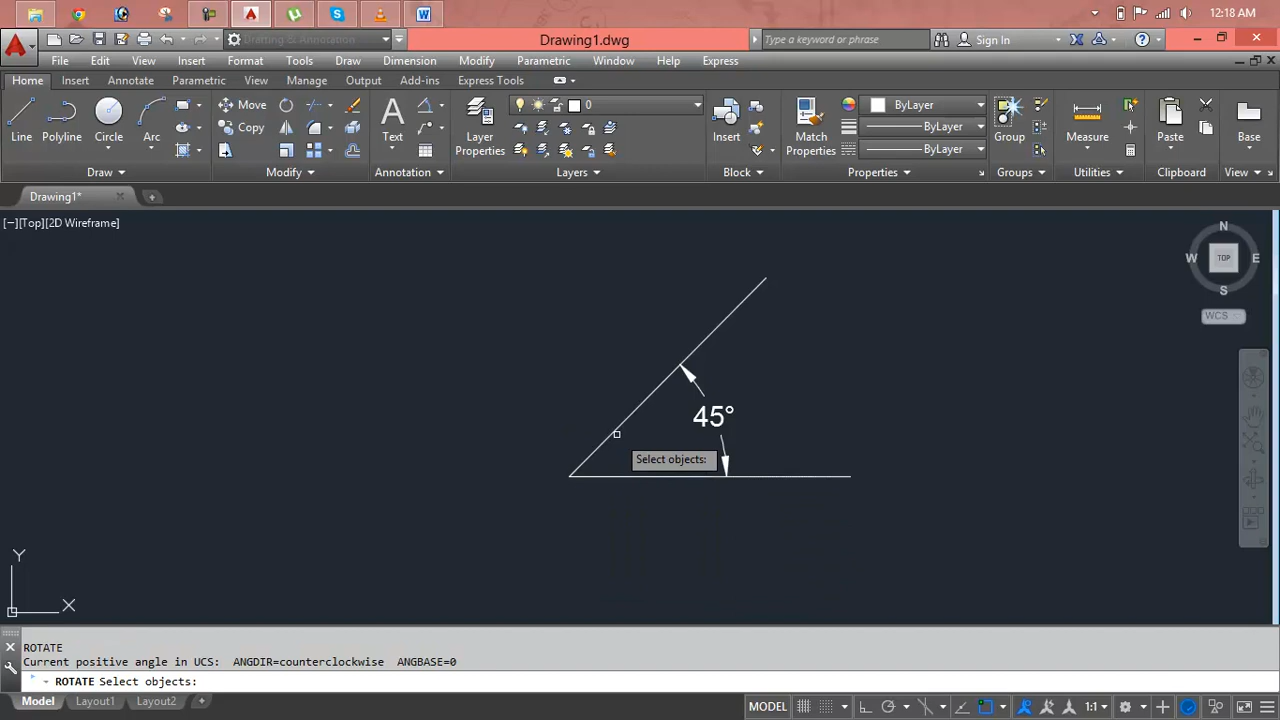 12:18 AM
Drafting & Annotation
Drawing1.dwg
Type a keyword or phrase
Sign In
File Edit View Insert Format Tools Draw Dimension Modify Parametric Window Help Express
Home Insert Annotate Parametric View Manage Output Add-ins Express Tools
Line Polyline Circle Arc
Move
Copy
Text
Layer
Properties
0
Insert
Match
Properties
ByLayer
ByLayer
ByLayer
Group
Measure
Paste
Base
Draw Modify Annotation Layers Block Properties Groups Utilities Clipboard View
Drawing1*
[−][Top][2D Wireframe]
N
W TOP E
S
WCS
45°
Select objects:
Y
X
ROTATE
Current positive angle in UCS: ANGDIR=counterclockwise ANGBASE=0
ROTATE Select objects:
Model Layout1 Layout2 +
MODEL 1:1